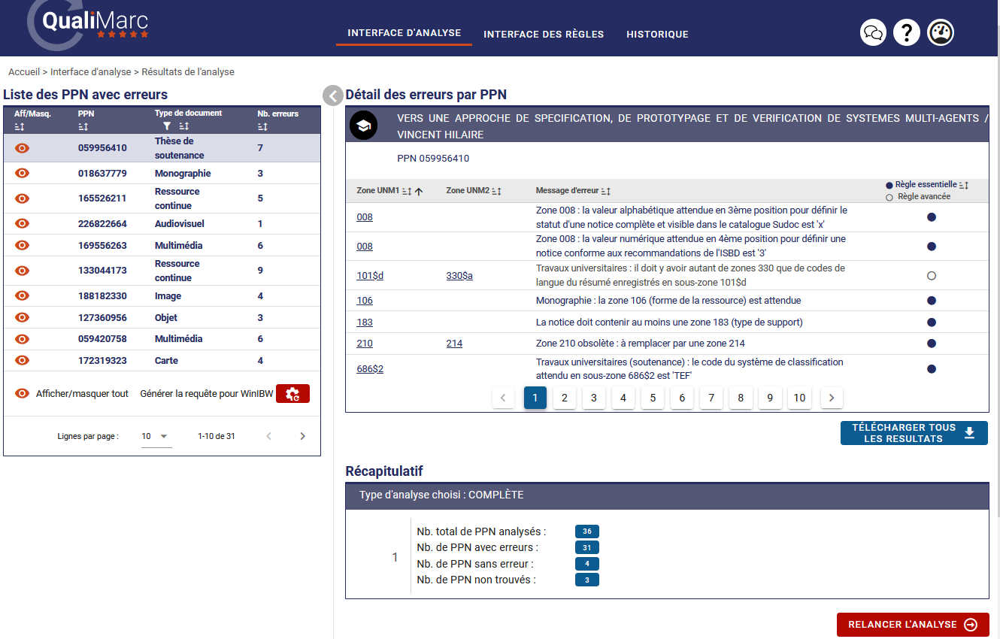 QualiMarc
INTERFACE D'ANALYSE
INTERFACE DES RÈGLES
HISTORIQUE
?
Accueil > Interface d'analyse > Résultats de l'analyse
Liste des PPN avec erreurs
Aff/Masq. PPN Type de document Nb. erreurs
059956410 Thèse de
soutenance 7
018637779 Monographie 3
165526211 Ressource
continue 5
226822664 Audiovisuel 1
169556263 Multimédia 6
133044173 Ressource
continue 9
188182330 Image 4
127360956 Objet 3
059420758 Multimédia 6
172319323 Carte 4
Afficher/masquer tout Générer la requête pour WinIBW
Lignes par page : 10 1-10 de 31
Détail des erreurs par PPN
VERS UNE APPROCHE DE SPECIFICATION, DE PROTOTYPAGE ET DE VERIFICATION DE SYSTEMES MULTI-AGENTS /
VINCENT HILAIRE
PPN 059956410
Zone UNM1 Zone UNM2 Message d'erreur Règle essentielle
Règle avancée
008 Zone 008 : la valeur alphabétique attendue en 3ème position pour définir le
statut d'une notice complète et visible dans le catalogue Sudoc est 'x'
008 Zone 008 : la valeur numérique attendue en 4ème position pour définir une
notice conforme aux recommandations de l'ISBD est '3'
101$d 330$a Travaux universitaires : il doit y avoir autant de zones 330 que de codes de
langue du résumé enregistrés en sous-zone 101$d
106 Monographie : la zone 106 (forme de la ressource) est attendue
183 La notice doit contenir au moins une zone 183 (type de support)
210 214 Zone 210 obsolète : à remplacer par une zone 214
686$2 Travaux universitaires (soutenance) : le code du système de classification
attendu en sous-zone 686$2 est 'TEF'
1 2 3 4 5 6 7 8 9 10
TÉLÉCHARGER TOUS
LES RESULTATS
Récapitulatif
Type d'analyse choisi : COMPLÈTE
1
Nb. total de PPN analysés : 36
Nb. de PPN avec erreurs : 31
Nb. de PPN sans erreur : 4
Nb. de PPN non trouvés : 3
RELANCER L'ANALYSE